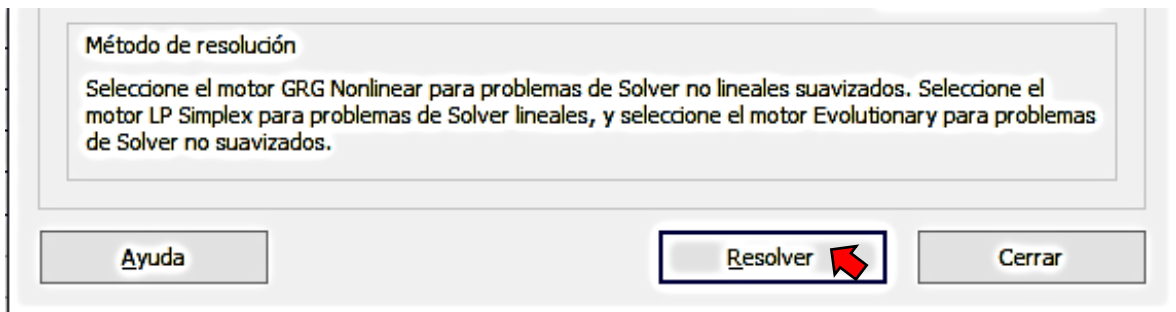 Método de resolución
Seleccione el motor GRG Nonlinear para problemas de Solver no lineales suavizados. Seleccione el
motor LP Simplex para problemas de Solver lineales, y seleccione el motor Evolutionary para problemas
de Solver no suavizados.
Ayuda
Resolver
Cerrar